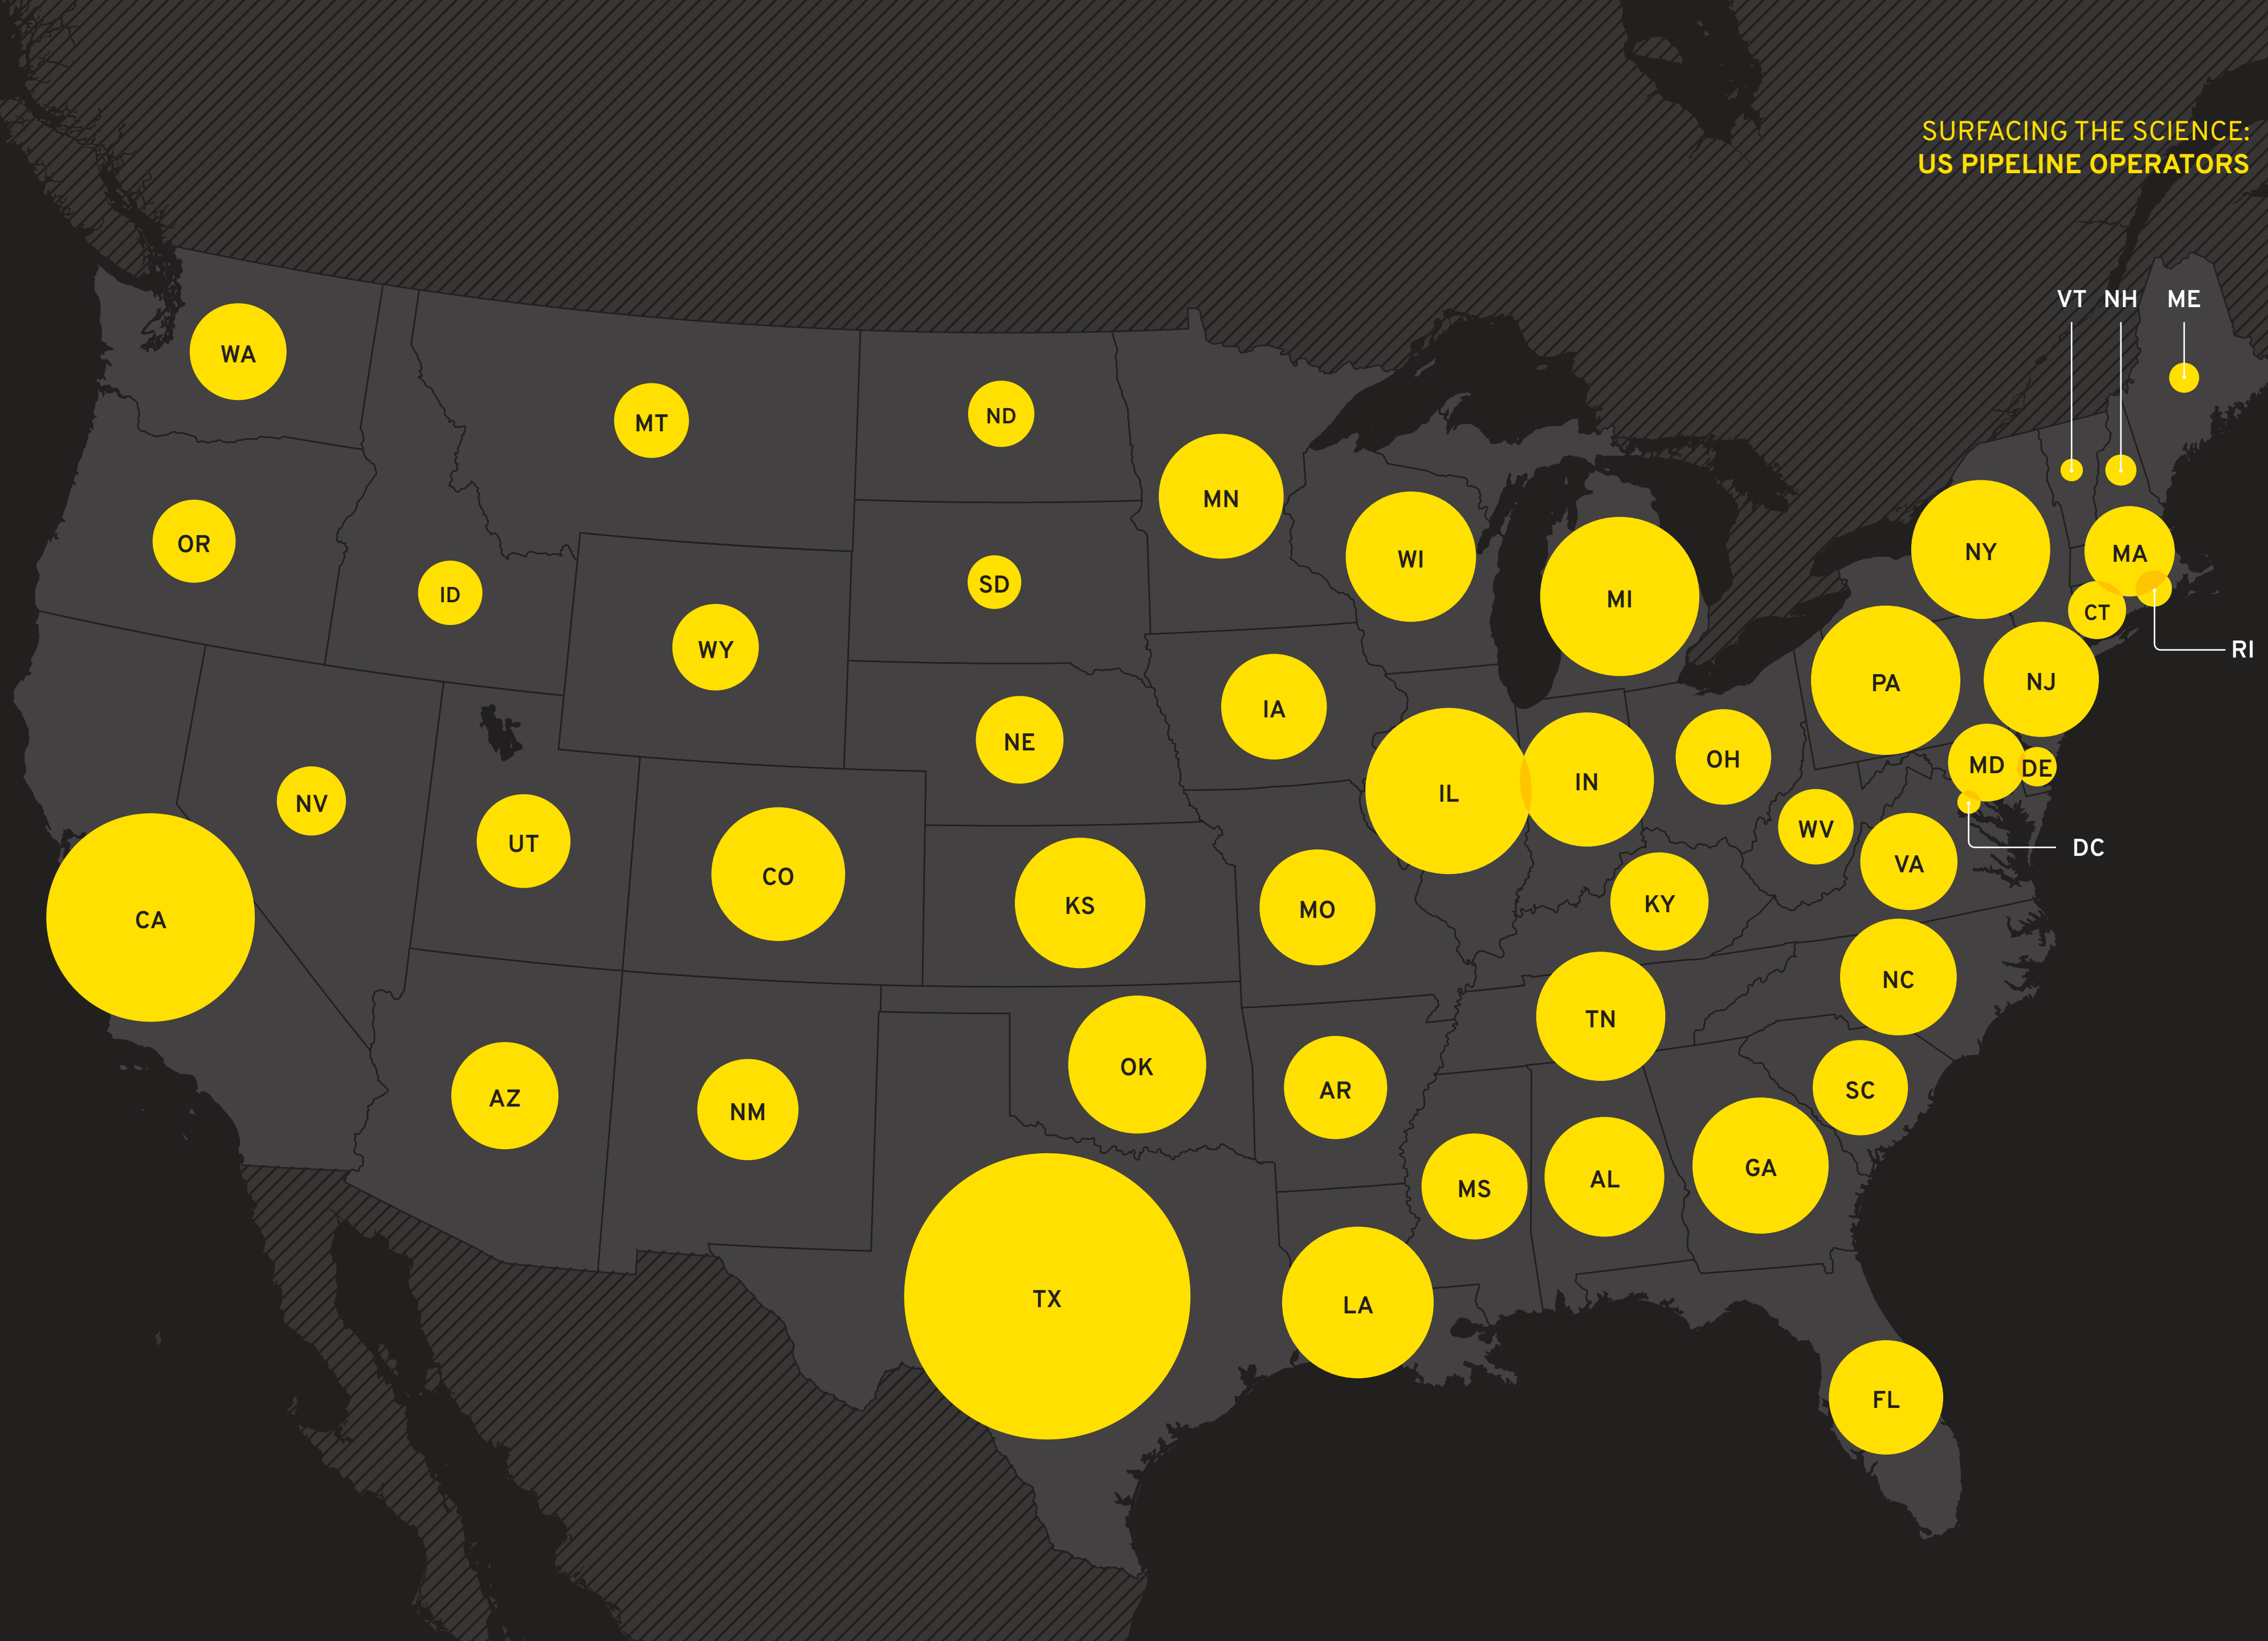 SURFACING THE SCIENCE:
US PIPELINE OPERATORS
VT NH ME
WA
MT
ND
MN
OR
ID
SD
WI
MI
NY
MA
CT
RI
WY
IA
PA
NJ
NE
NV
UT
CO
IL
IN
OH
MD
DE
WV
DC
VA
CA
KS
MO
KY
NC
TN
AZ
NM
OK
AR
SC
MS
AL
GA
TX
LA
FL